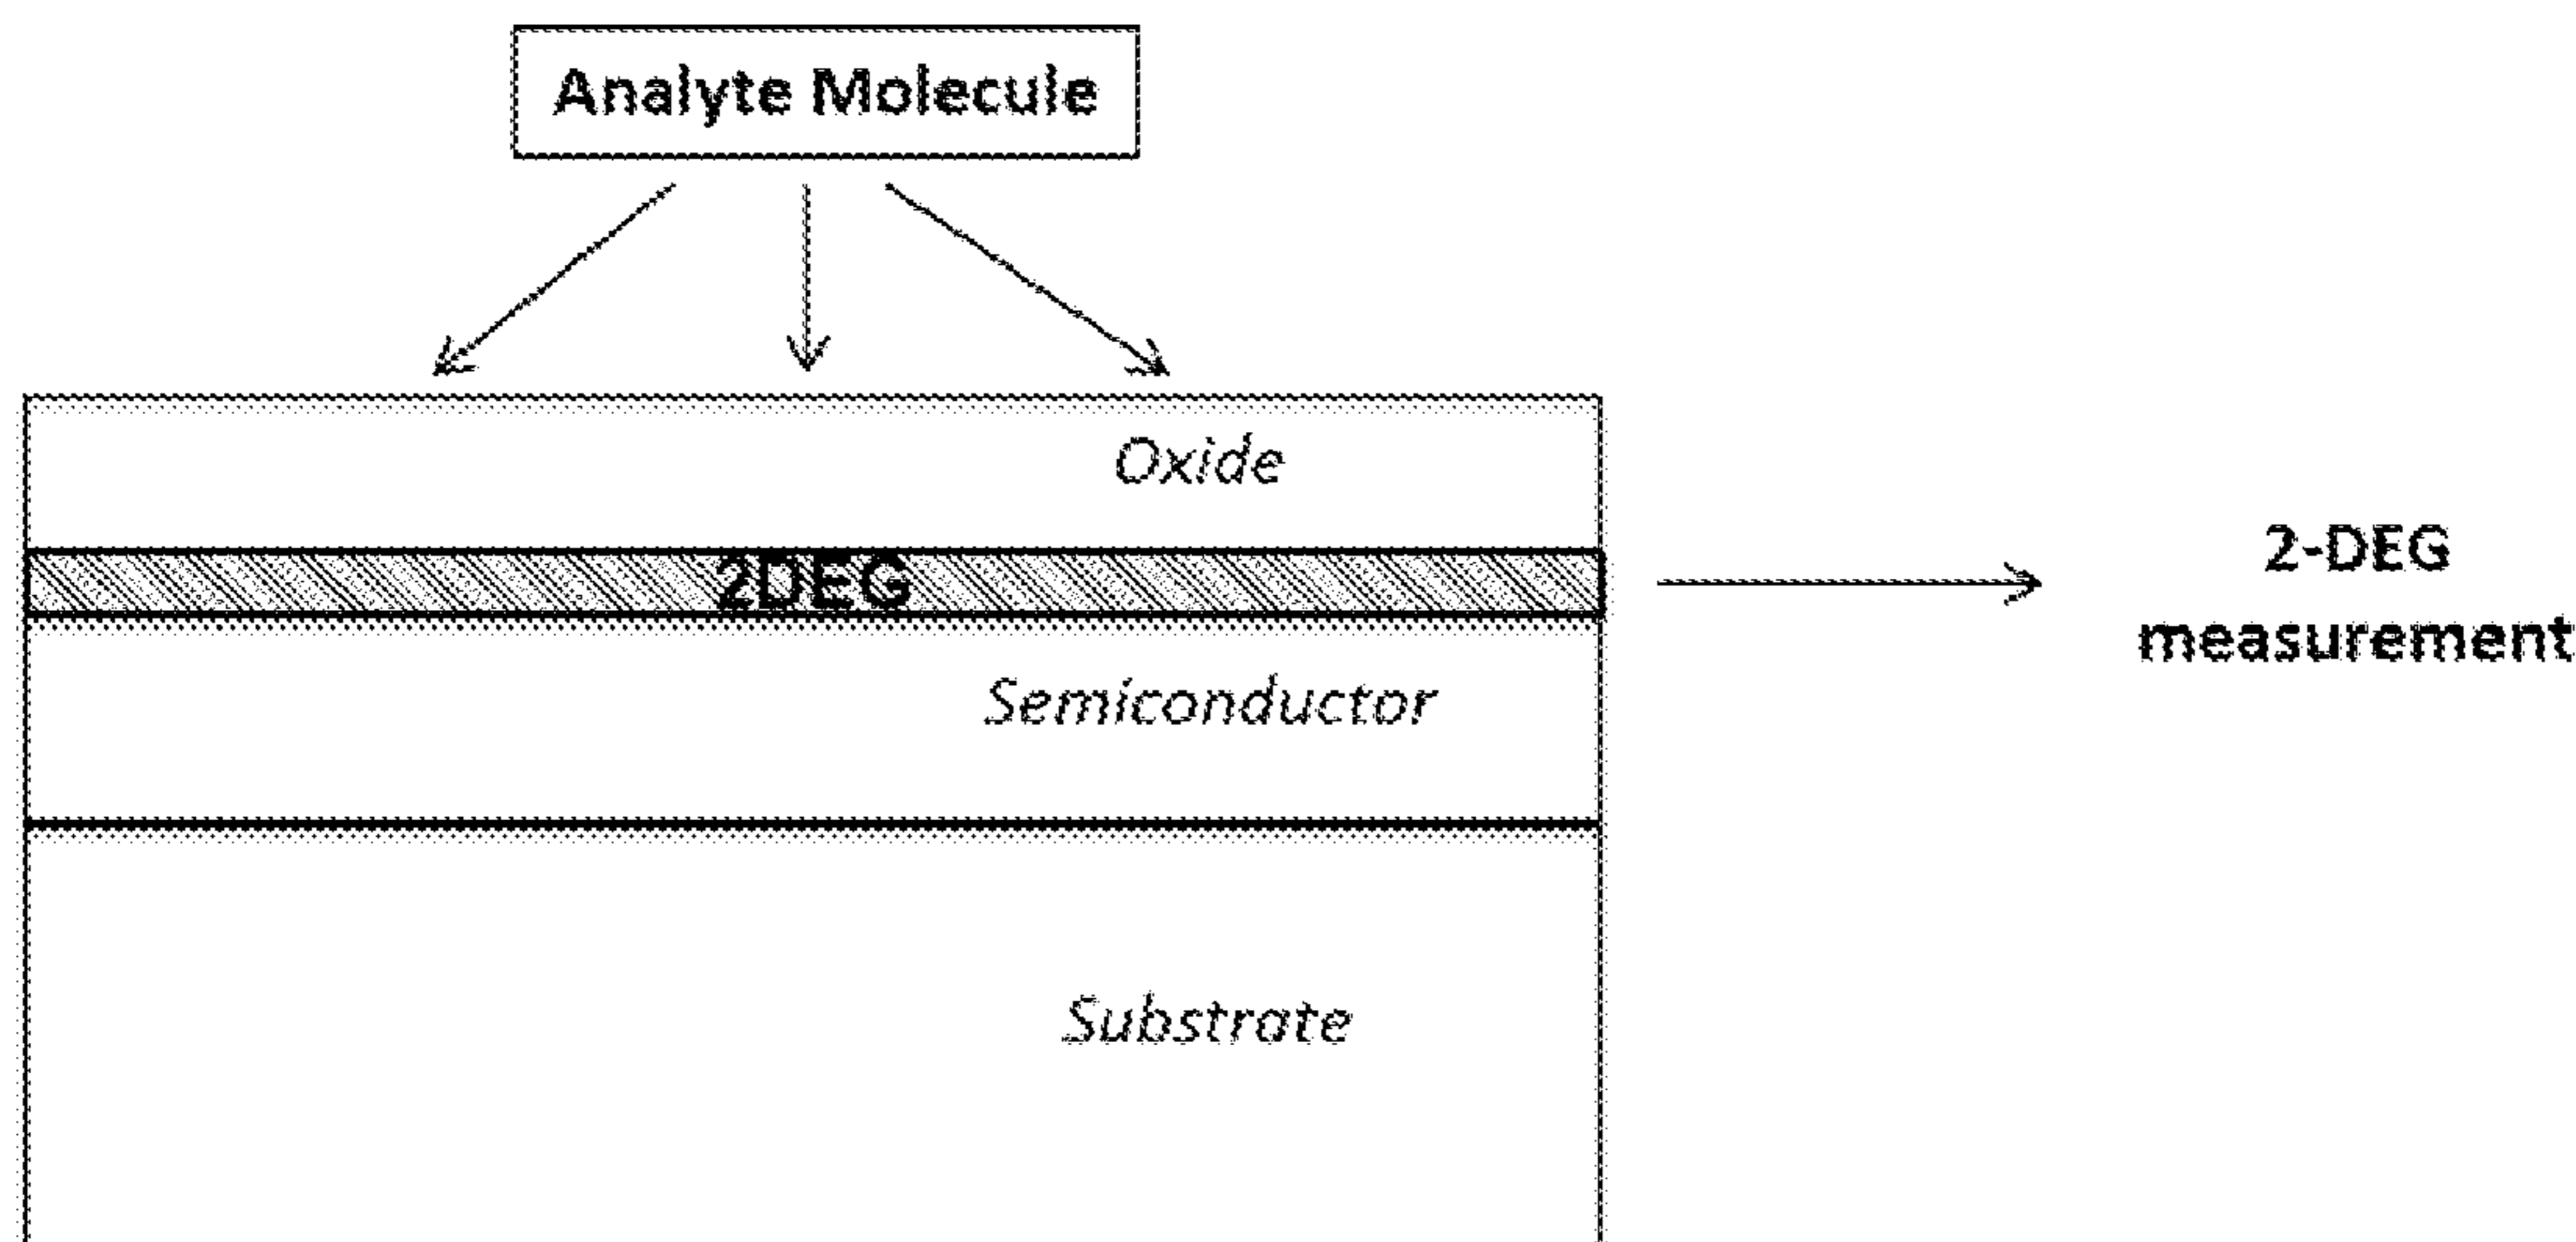 Analyte Molecule
Oxide
2DEG
2-DEG
measurement
Semiconductor
Substrate